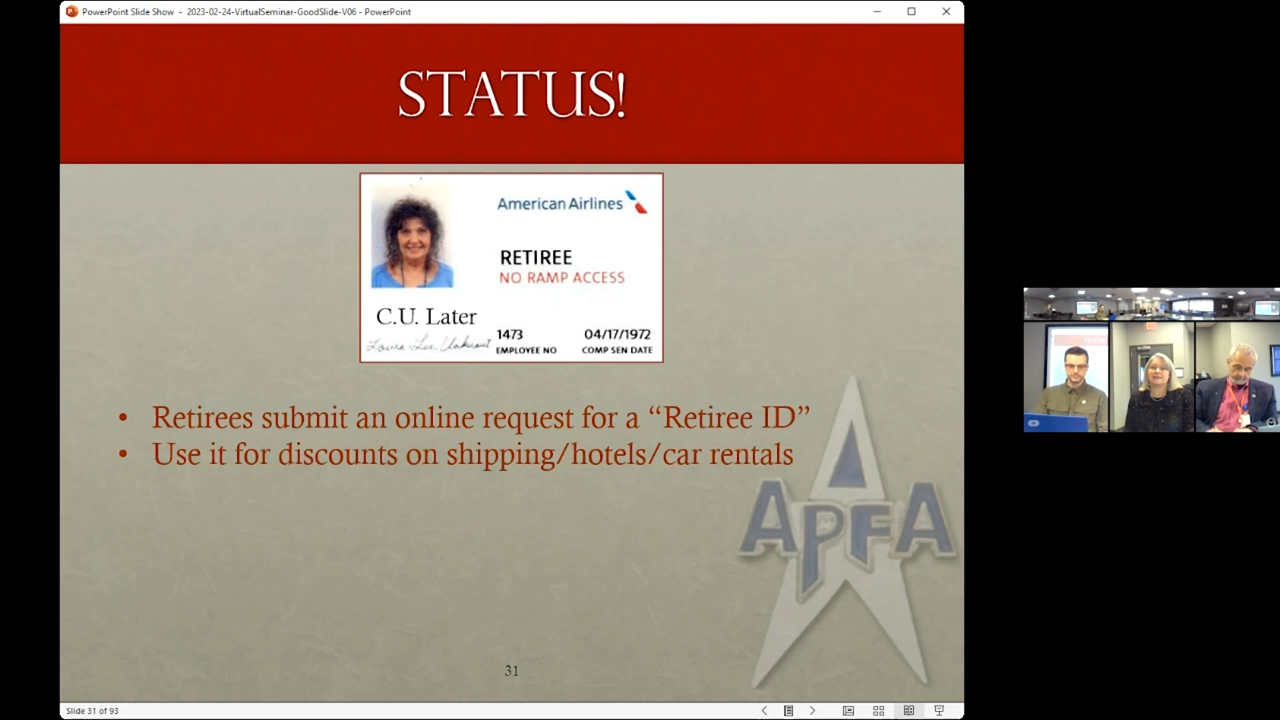 PowerPoint Slide Show - 2023-02-24-VirtualSeminar-GoodSlide-V06 - PowerPoint
STATUS!
American Airlines
RETIREE
NO RAMP ACCESS
C.U. Later
1473 04/17/1972
EMPLOYEE NO COMP SEN DATE
• Retirees submit an online request for a “Retiree ID”
• Use it for discounts on shipping/hotels/car rentals
APFA
31
Slide 31 of 93
STATUS